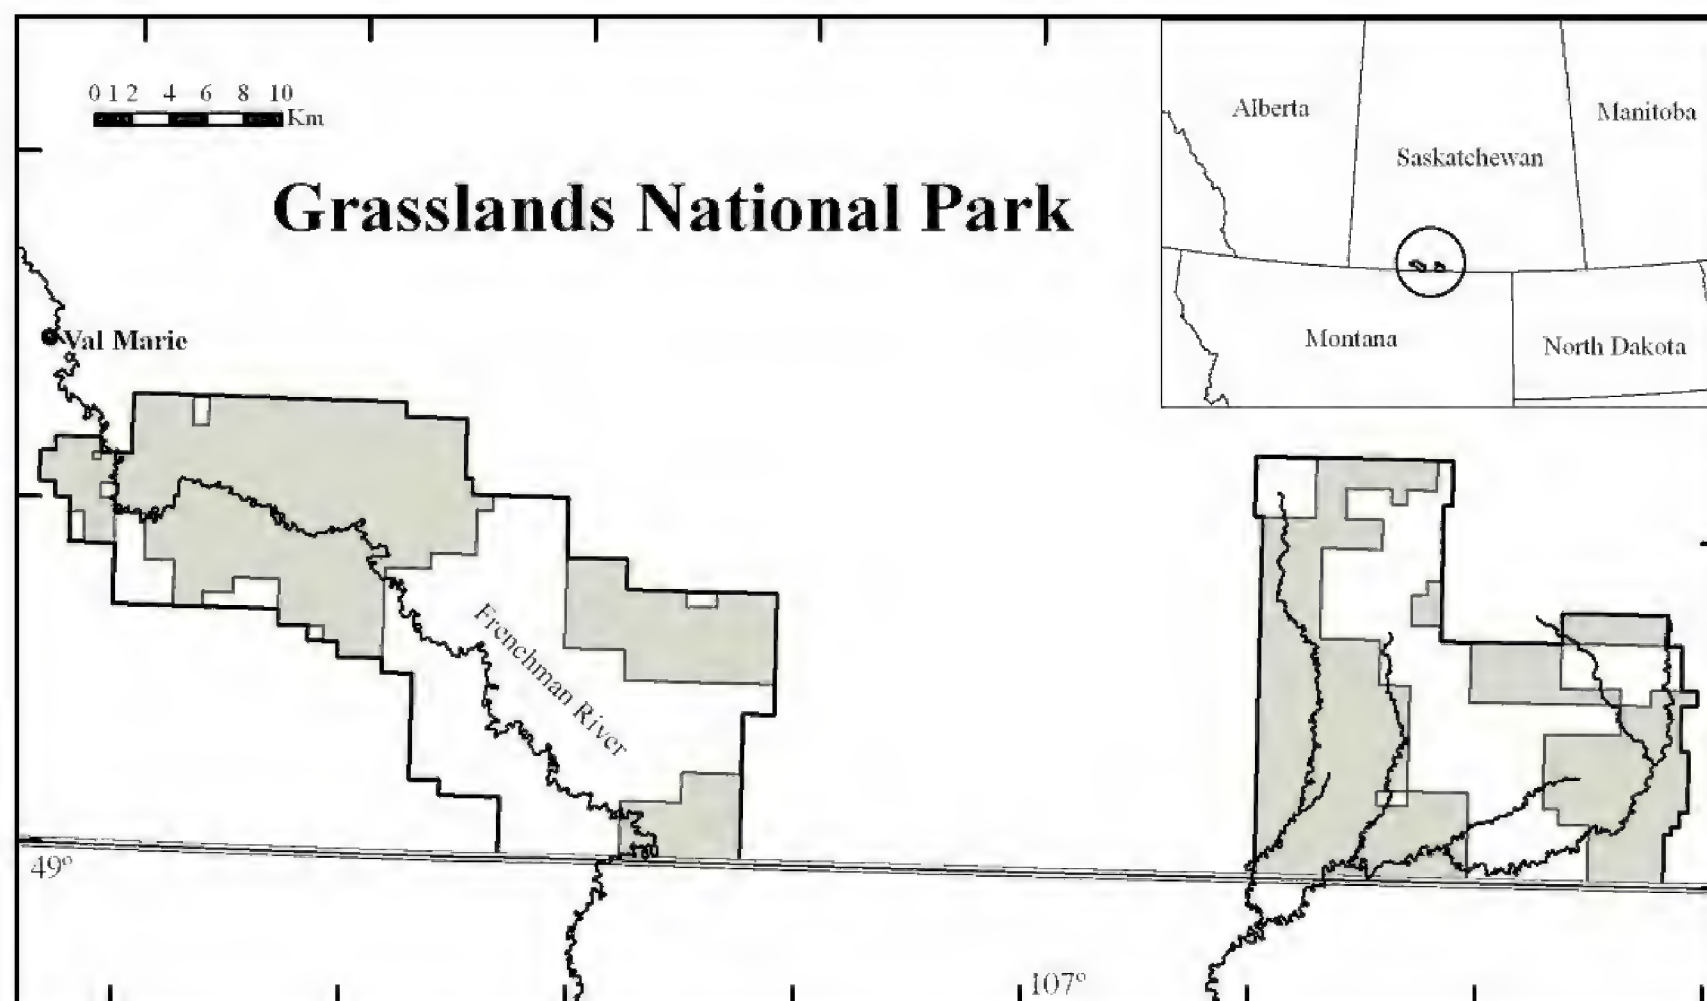 0 1 2 4 6 8 10
Km
Grasslands National Park
Alberta
Manitoba
Saskatchewan
Montana
North Dakota
Val Marie
Frenchman River
49°
107°